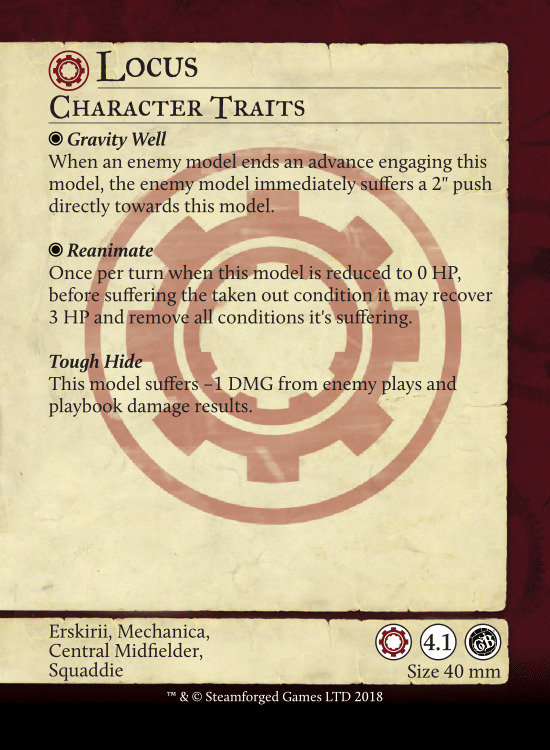 Locus
Character Traits
Gravity Well
When an enemy model ends an advance engaging this
model, the enemy model immediately suffers a 2" push
directly towards this model.
Reanimate
Once per turn when this model is reduced to 0 HP,
before suffering the taken out condition it may recover
3 HP and remove all conditions it's suffering.
Tough Hide
This model suffers –1 DMG from enemy plays and
playbook damage results.
Erskirii, Mechanica,
Central Midfielder,
Squaddie
4.1
GB
Size 40 mm
™ & © Steamforged Games LTD 2018